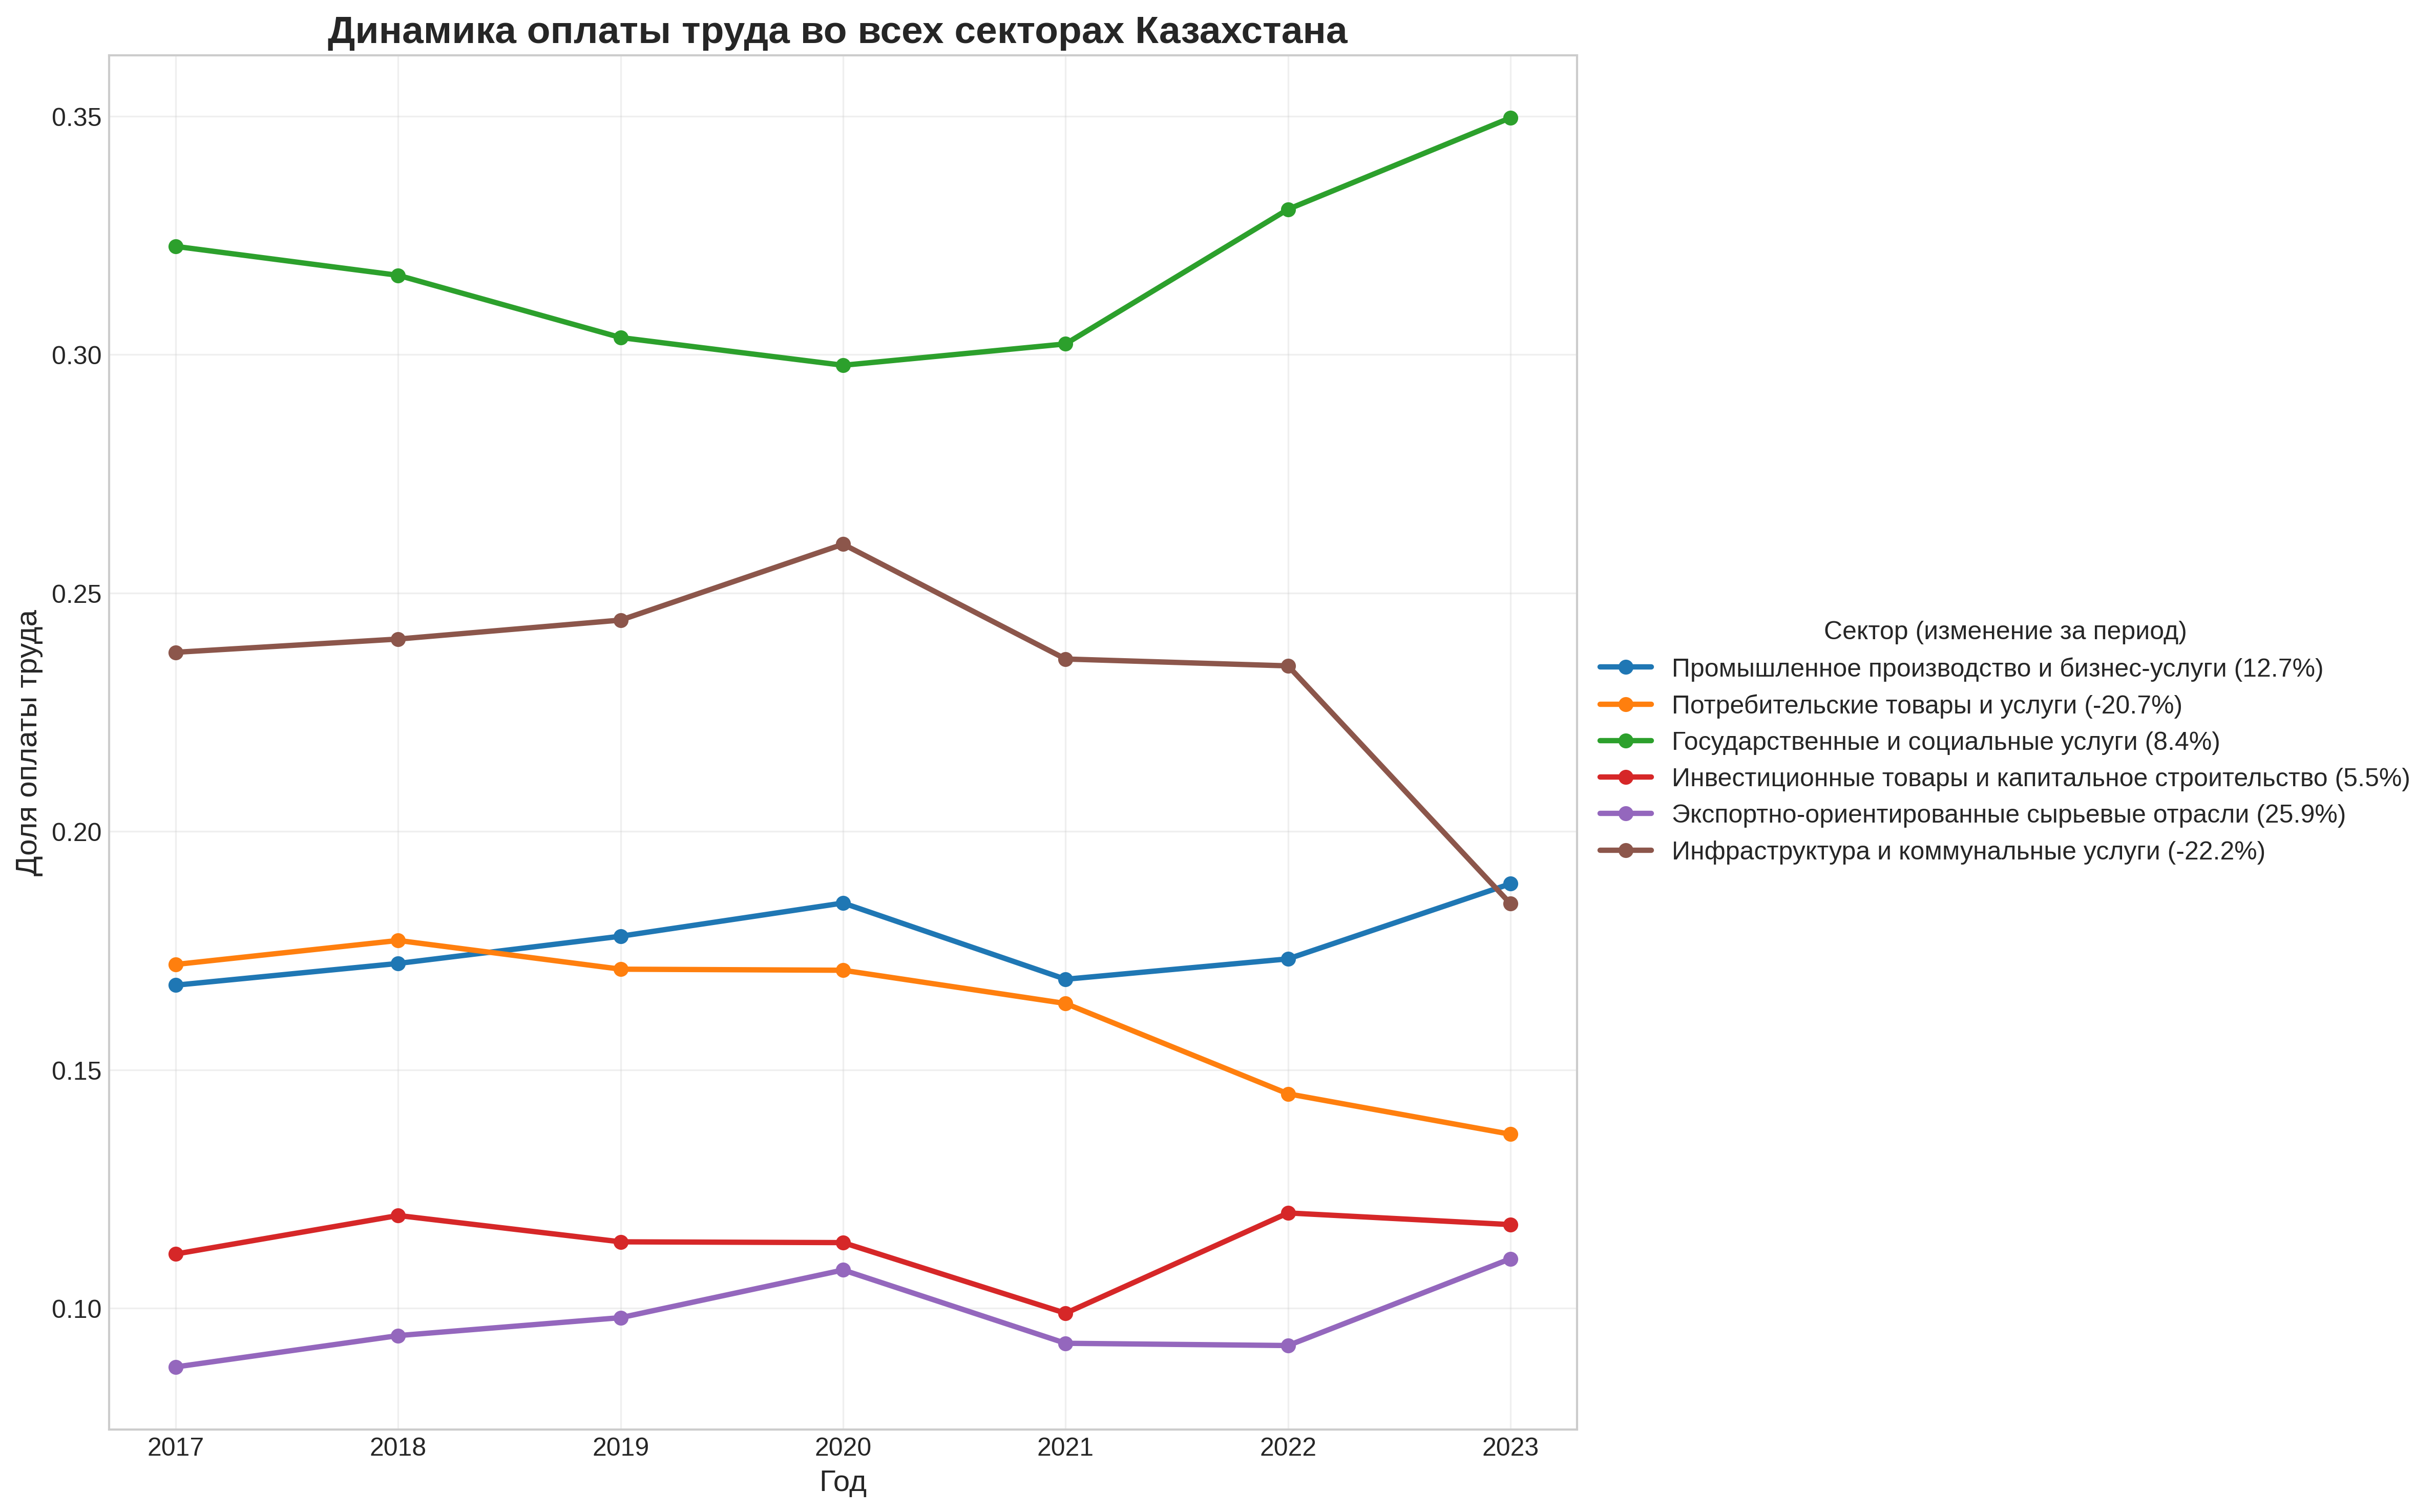 Динамика оплаты труда во всех секторах Казахстана
Доля оплаты труда
0.35
0.30
0.25
0.20
0.15
0.10
2017
2018
2019
2020
2021
2022
2023
Год
Сектор (изменение за период)
Промышленное производство и бизнес-услуги (12.7%)
Потребительские товары и услуги (-20.7%)
Государственные и социальные услуги (8.4%)
Инвестиционные товары и капитальное строительство (5.5%)
Экспортно-ориентированные сырьевые отрасли (25.9%)
Инфраструктура и коммунальные услуги (-22.2%)